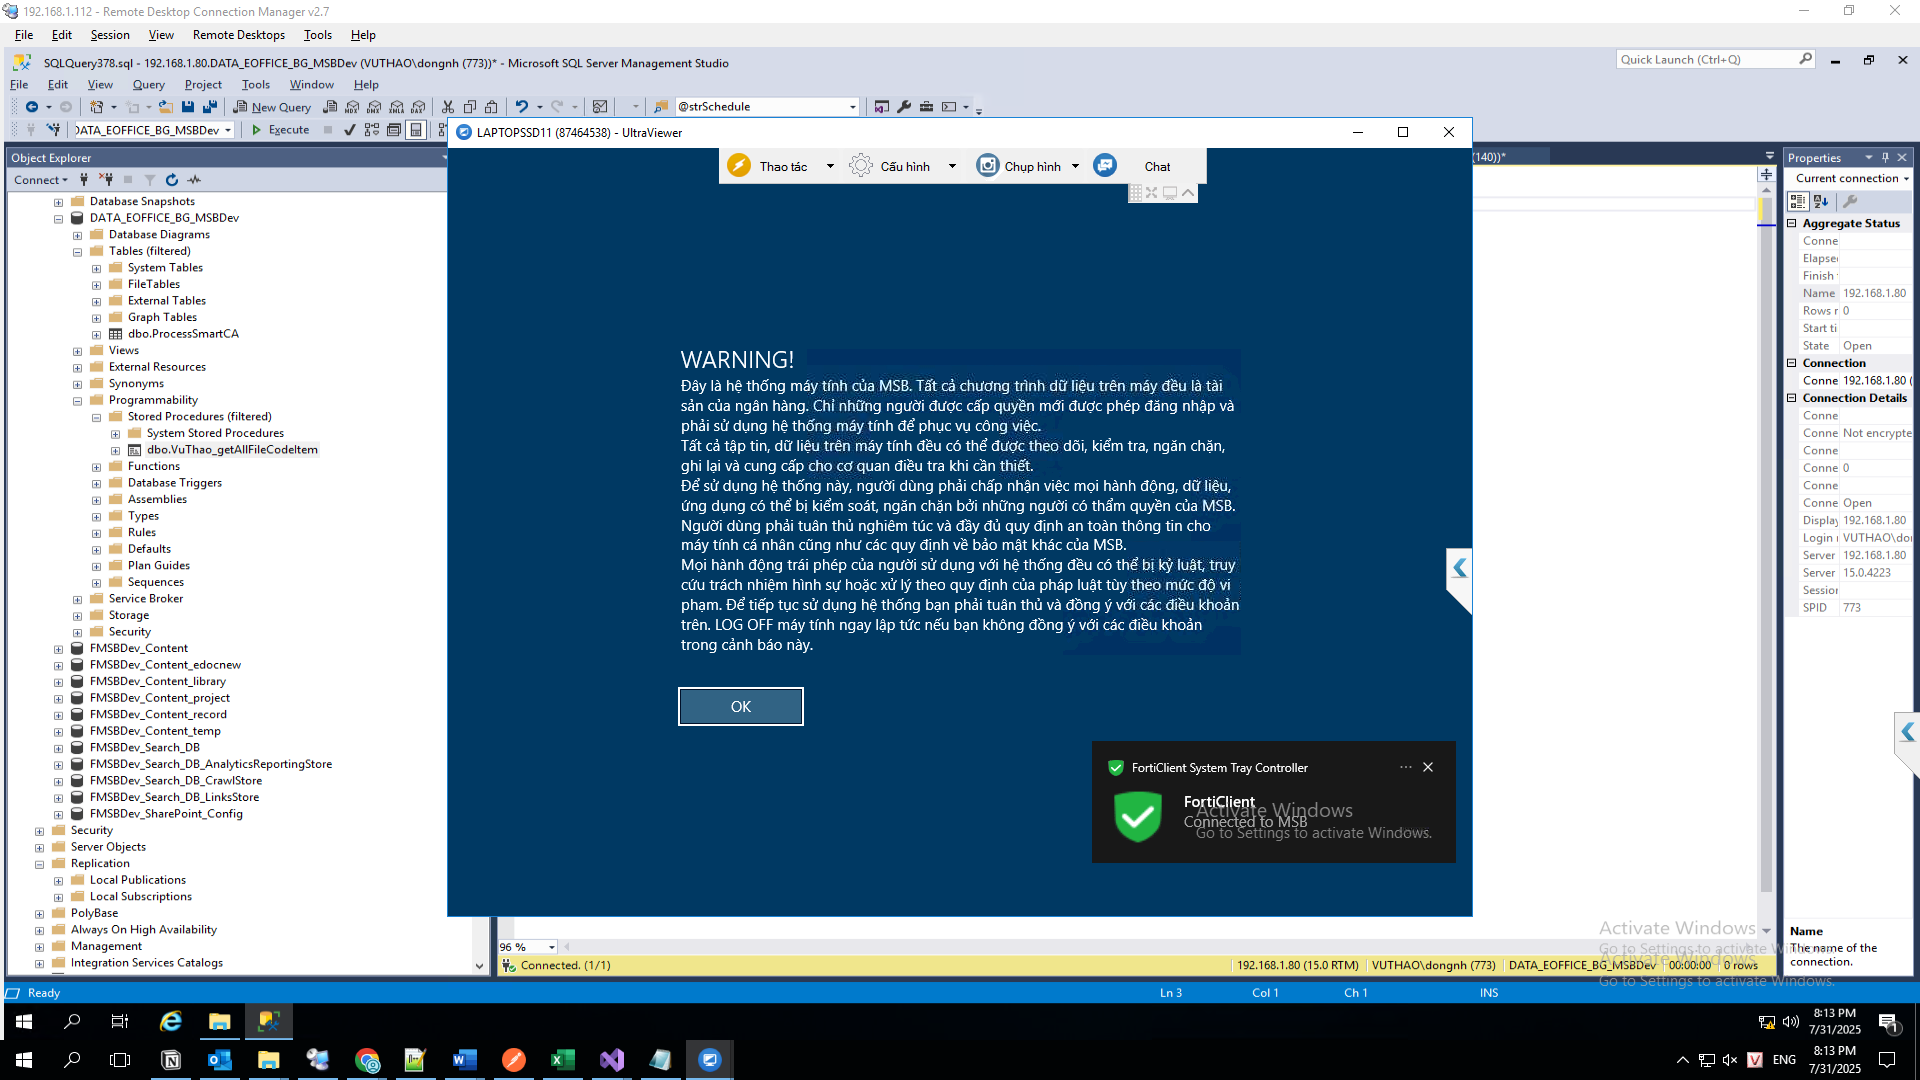 192.168.1.112 - Remote Desktop Connection Manager v2.7
File Edit Session View Remote Desktops Tools Help
SQLQuery378.sql - 192.168.1.80.DATA_EOFFICE_BG_MSBDev (VUTHAO\dongnh (773))* - Microsoft SQL Server Management Studio
Quick Launch (Ctrl+Q)
File Edit View Query Project Tools Window Help
New Query
@strSchedule
DATA_EOFFICE_BG_MSBDev
Execute
Object Explorer
Connect
Database Snapshots
DATA_EOFFICE_BG_MSBDev
Database Diagrams
Tables (filtered)
System Tables
FileTables
External Tables
Graph Tables
dbo.ProcessSmartCA
Views
External Resources
Synonyms
Programmability
Stored Procedures (filtered)
System Stored Procedures
dbo.VuThao_getAllFileCodeItem
Functions
Database Triggers
Assemblies
Types
Rules
Defaults
Plan Guides
Sequences
Service Broker
Storage
Security
FMSBDev_Content
FMSBDev_Content_edocnew
FMSBDev_Content_library
FMSBDev_Content_project
FMSBDev_Content_record
FMSBDev_Content_temp
FMSBDev_Search_DB
FMSBDev_Search_DB_AnalyticsReportingStore
FMSBDev_Search_DB_CrawlStore
FMSBDev_Search_DB_LinksStore
FMSBDev_SharePoint_Config
Security
Server Objects
Replication
Local Publications
Local Subscriptions
PolyBase
Always On High Availability
Management
Integration Services Catalogs
LAPTOPSSD11 (87464538) - UltraViewer
Thao tác Cấu hình Chụp hình Chat
WARNING!
Đây là hệ thống máy tính của MSB. Tất cả chương trình dữ liệu trên máy đều là tài
sản của ngân hàng. Chỉ những người được cấp quyền mới được phép đăng nhập và
phải sử dụng hệ thống máy tính để phục vụ công việc.
Tất cả tập tin, dữ liệu trên máy tính đều có thể được theo dõi, kiểm tra, ngăn chặn,
ghi lại và cung cấp cho cơ quan điều tra khi cần thiết.
Để sử dụng hệ thống này, người dùng phải chấp nhận việc mọi hành động, dữ liệu,
ứng dụng có thể bị kiểm soát, ngăn chặn bởi những người có thẩm quyền của MSB.
Người dùng phải tuân thủ nghiêm túc và đầy đủ quy định an toàn thông tin cho
máy tính cá nhân cũng như các quy định về bảo mật khác của MSB.
Mọi hành động trái phép của người sử dụng với hệ thống đều có thể bị kỷ luật, truy
cứu trách nhiệm hình sự hoặc xử lý theo quy định của pháp luật tùy theo mức độ vi
phạm. Để tiếp tục sử dụng hệ thống bạn phải tuân thủ và đồng ý với các điều khoản
trên. LOG OFF máy tính ngay lập tức nếu bạn không đồng ý với các điều khoản
trong cảnh báo này.
OK
FortiClient System Tray Controller
FortiClient
Connected to MSB
Activate Windows
Go to Settings to activate Windows.
(140))*
Properties
Current connection
Aggregate Status
Conne
Elapse
Finish
Name 192.168.1.80
Rows r 0
Start ti
State Open
Connection
Conne 192.168.1.80 (
Connection Details
Conne
Conne Not encrypte
Conne
Conne 0
Conne
Conne Open
Display 192.168.1.80
Login VUTHAO\do
Server 192.168.1.80
Server 15.0.4223
Session
SPID 773
Name
The name of the
connection.
96 %
Connected. (1/1)
192.168.1.80 (15.0 RTM) VUTHAO\dongnh (773) DATA_EOFFICE_BG_MSBDev 00:00:00 0 rows
Activate Windows
Go to Settings to activate Windows.
Activate Windows
Go to Settings to activate Windows.
Ready
Ln 3 Col 1 Ch 1 INS
8:13 PM
7/31/2025
1
ENG
8:13 PM
7/31/2025